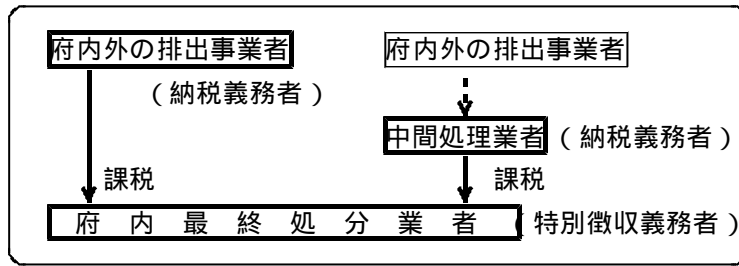 府内外の排出事業者 府内外の排出事業者
(納税義務者)
中間処理業者 (納税義務者)
課税 課税
府内最終処分業者 (特別徴収義務者)